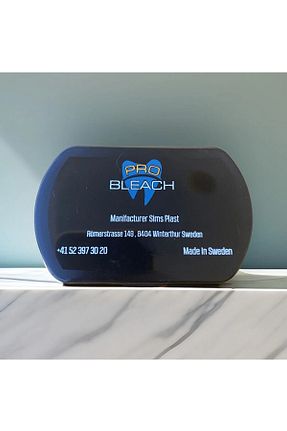 PRO
BLEACH
Manifacturer Sims Plast
Römerstrasse 149 , 8404 Winterthur Sweden
+41 52 397 30 20
Made In Sweden